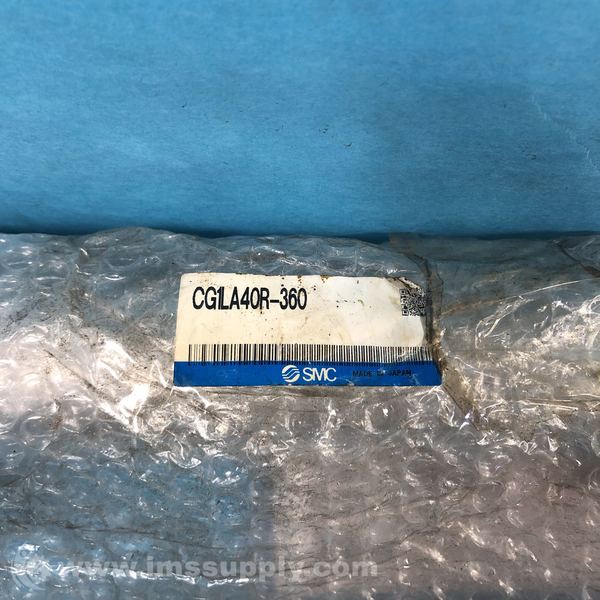 CG1LA40R-360
SMC
MADE IN JAPAN
www.imssupply.com